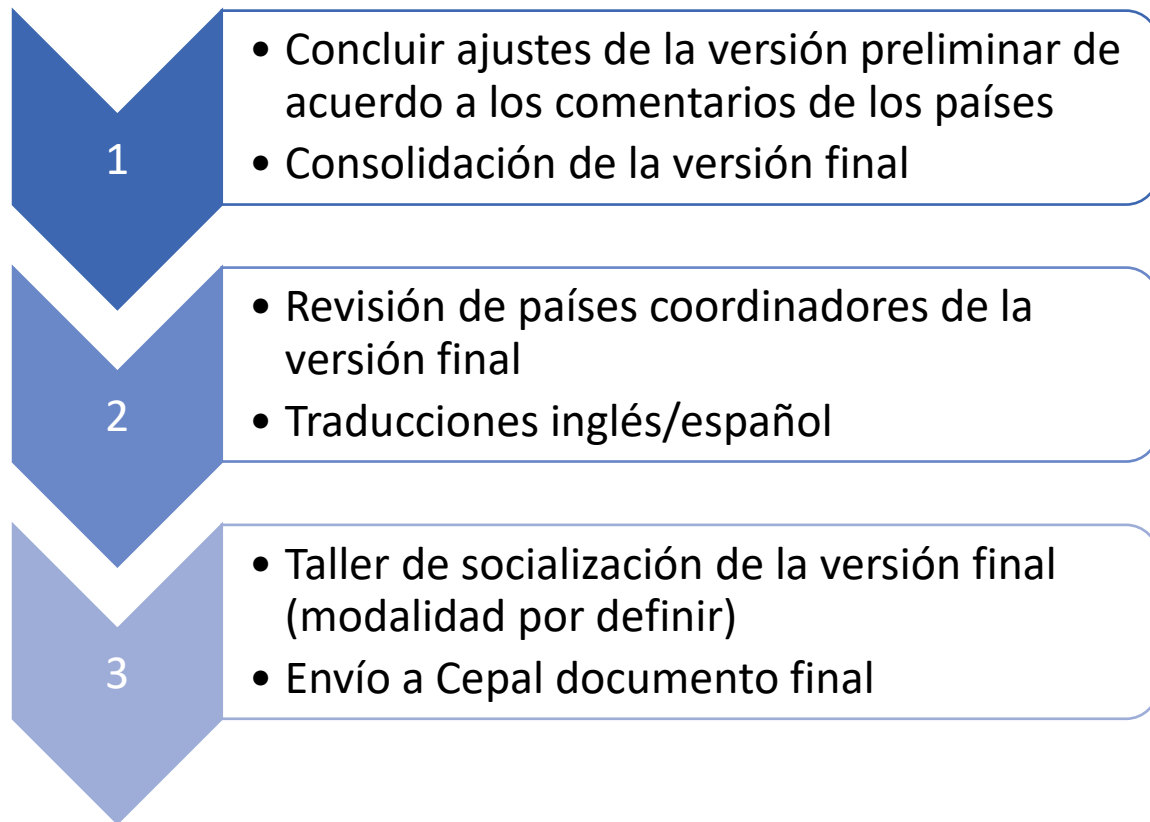 1
• Concluir ajustes de la versión preliminar de
acuerdo a los comentarios de los países
• Consolidación de la versión final
2
• Revisión de países coordinadores de la
versión final
• Traducciones inglés/español
3
• Taller de socialización de la versión final
(modalidad por definir)
• Envío a Cepal documento final